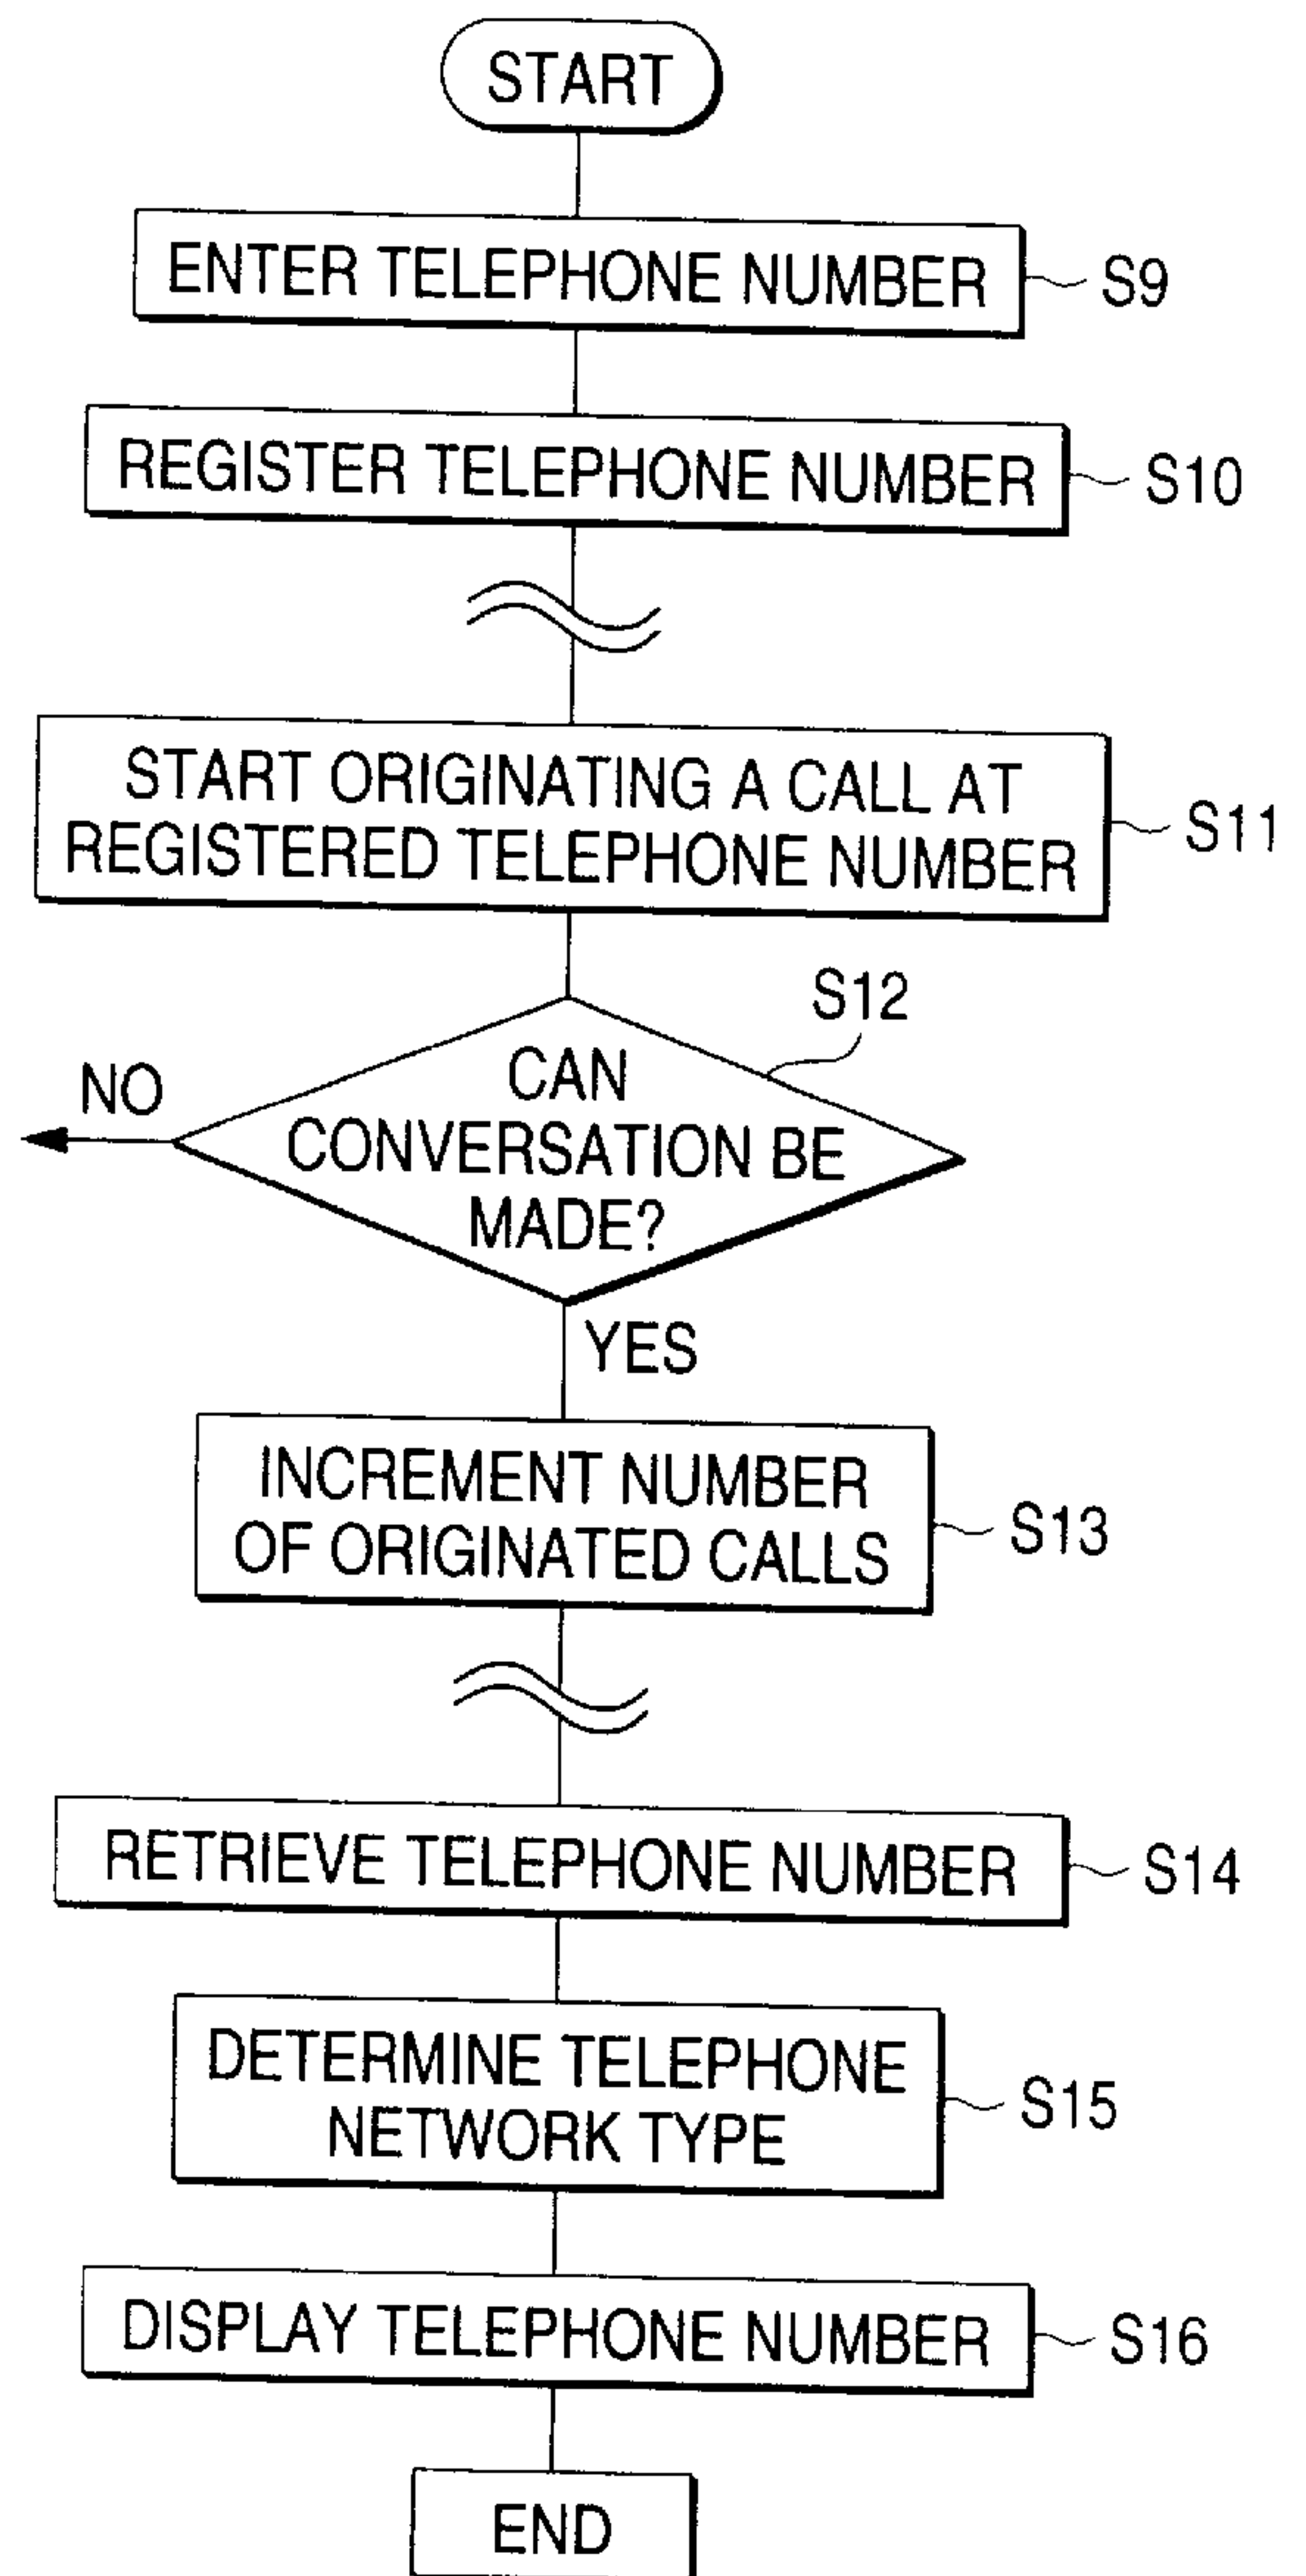 START
ENTER TELEPHONE NUMBER
S9
REGISTER TELEPHONE NUMBER
S10
START ORIGINATING A CALL AT
REGISTERED TELEPHONE NUMBER
S11
S12
NO
CAN
CONVERSATION BE
MADE?
YES
INCREMENT NUMBER
OF ORIGINATED CALLS
S13
RETRIEVE TELEPHONE NUMBER
S14
DETERMINE TELEPHONE
NETWORK TYPE
S15
DISPLAY TELEPHONE NUMBER
S16
END